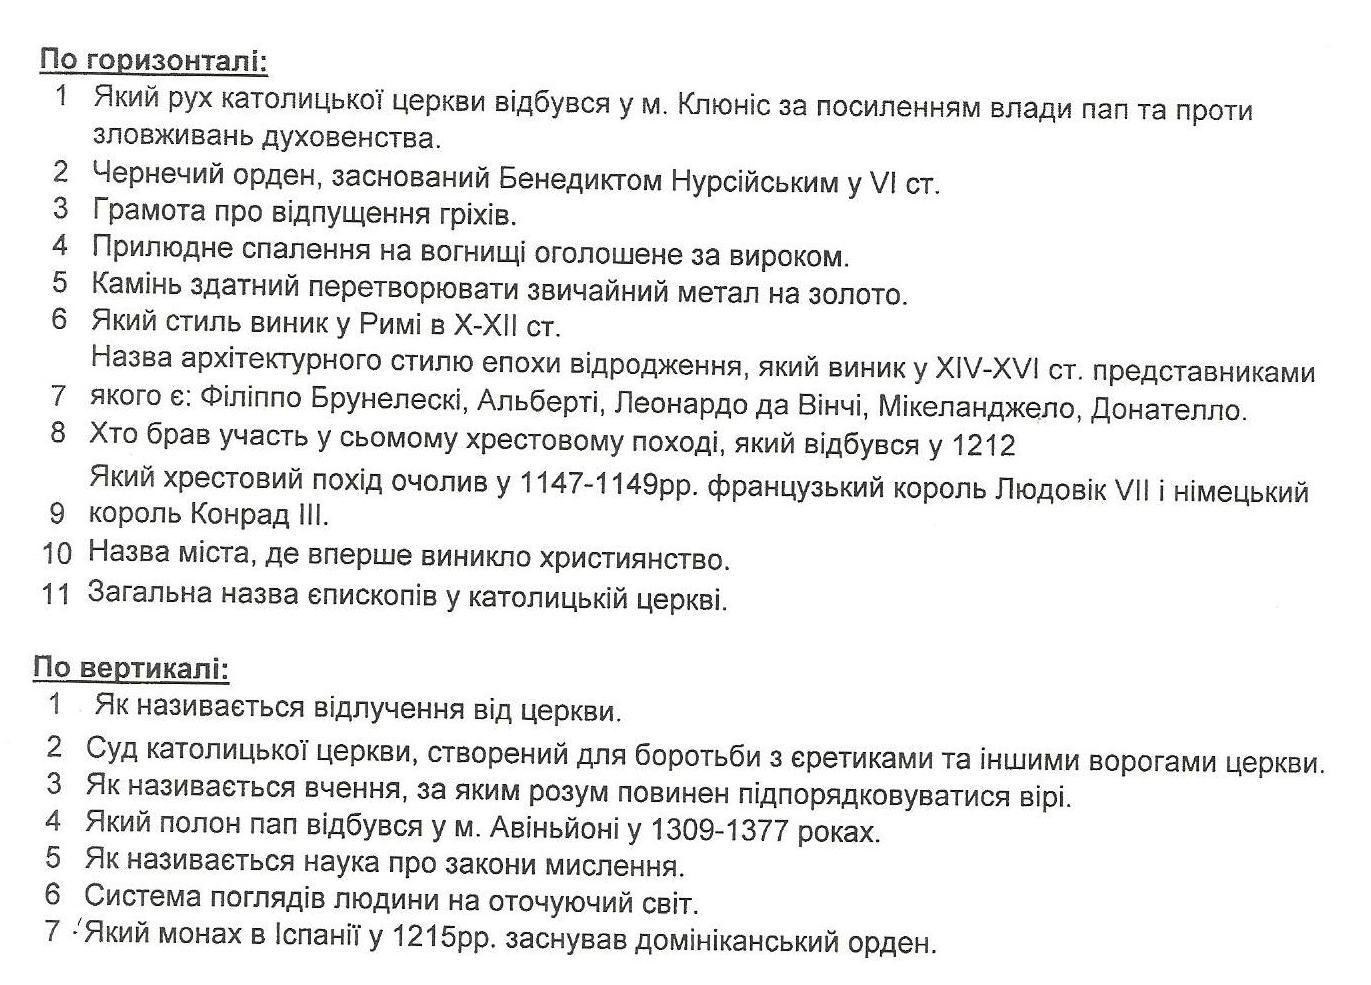 По горизонталі:
1 Який рух католицької церкви відбувся у м. Клюніс за посиленням влади пап та проти
зловживань духовенства.
2 Чернечий орден, заснований Бенедиктом Нурсійським у VI ст.
3 Грамота про відпущення гріхів.
4 Прилюдне спалення на вогнищі оголошене за вироком.
5 Камінь здатний перетворювати звичайний метал на золото.
6 Який стиль виник у Римі в X-XII ст.
Назва архітектурного стилю епохи відродження, який виник у XIV-XVI ст. представниками
7 якого є: Філіппо Брунелескі, Альберті, Леонардо да Вінчі, Мікеланджело, Донателло.
8 Хто брав участь у сьомому хрестовому поході, який відбувся у 1212
Який хрестовий похід очолив у 1147-1149рр. французький король Людовік VII і німецький
9 король Конрад III.
10 Назва міста, де вперше виникло християнство.
11 Загальна назва єпископів у католицькій церкві.
По вертикалі:
1 Як називається відлучення від церкви.
2 Суд католицької церкви, створений для боротьби з єретиками та іншими ворогами церкви.
3 Як називається вчення, за яким розум повинен підпорядковуватися вірі.
4 Який полон пап відбувся у м. Авіньйоні у 1309-1377 роках.
5 Як називається наука про закони мислення.
6 Система поглядів людини на оточуючий світ.
7 Який монах в Іспанії у 1215рр. заснував домініканський орден.